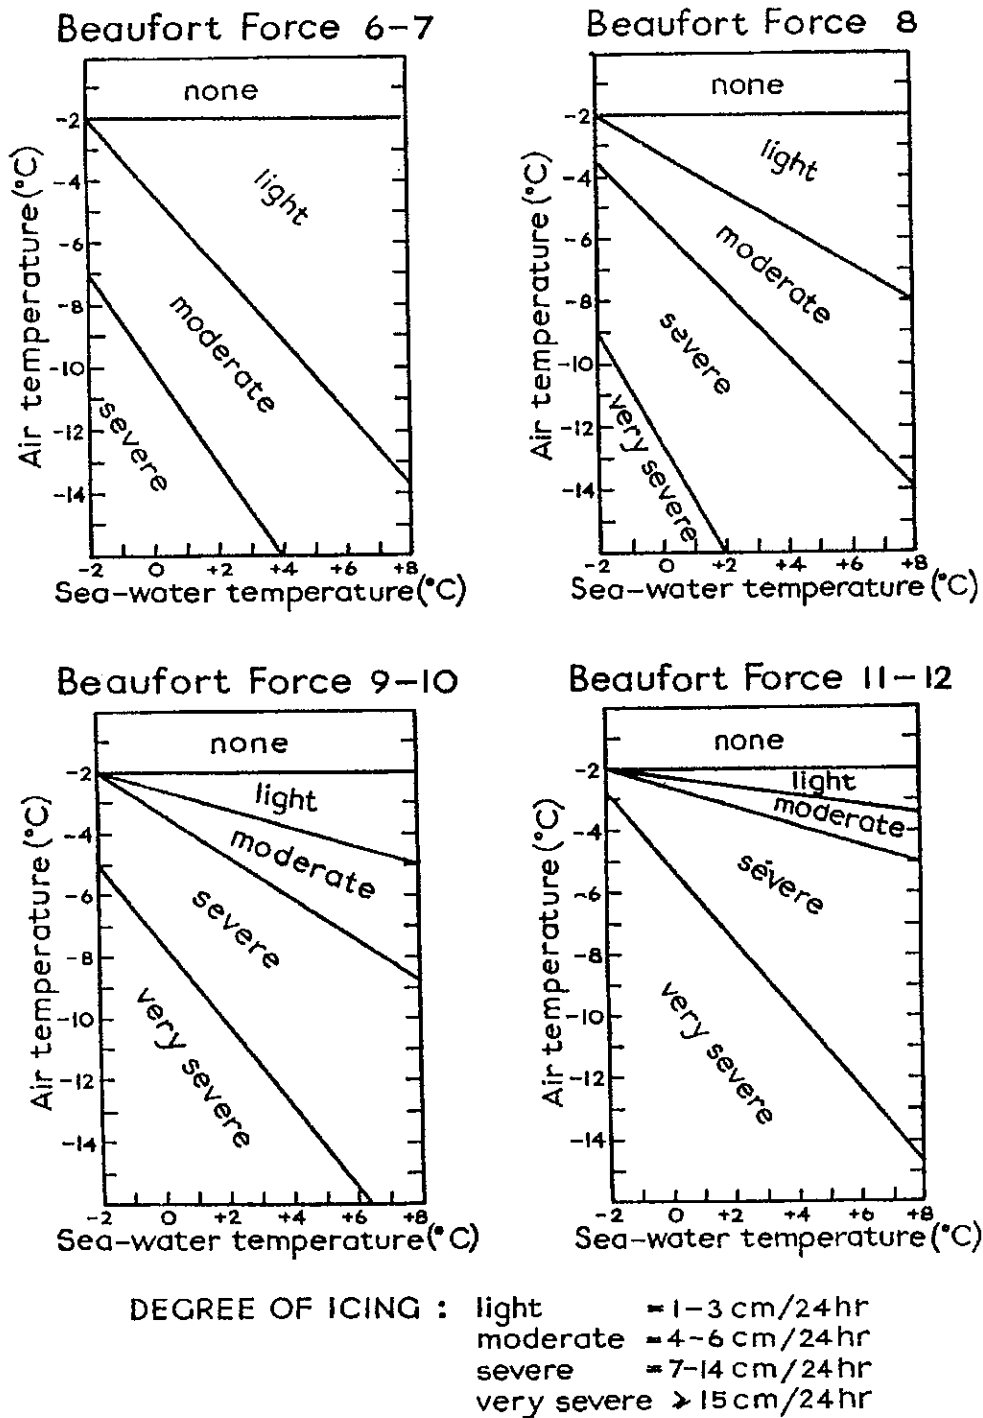 Beaufort Force 6-7
none
light
moderate
severe
-2
-4
-6
-8
-10
-12
-14
Air temperature (°C)
-2 0 +2 +4 +6 +8
Sea-water temperature (°C)
Beaufort Force 8
none
light
moderate
severe
very severe
-2
-4
-6
-8
-10
-12
-14
Air temperature (°C)
-2 0 +2 +4 +6 +8
Sea-water temperature (°C)
Beaufort Force 9-10
none
light
moderate
severe
very severe
-2
-4
-6
-8
-10
-12
-14
Air temperature (°C)
-2 0 +2 +4 +6 +8
Sea-water temperature (°C)
Beaufort Force 11-12
none
light
moderate
severe
very severe
-2
-4
-6
-8
-10
-12
-14
Air temperature (°C)
-2 0 +2 +4 +6 +8
Sea-water temperature (°C)
DEGREE OF ICING : light = 1-3 cm/24hr
moderate = 4-6 cm/24hr
severe = 7-14 cm/24hr
very severe ⩾ 15cm/24hr